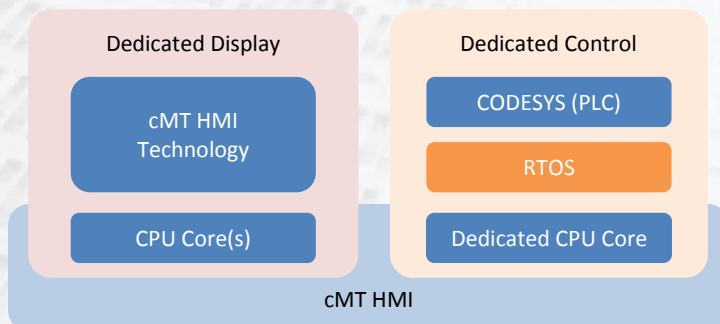 Dedicated Display
cMT HMI
Technology
CPU Core(s)
Dedicated Control
CODESYS (PLC)
RTOS
Dedicated CPU Core
cMT HMI